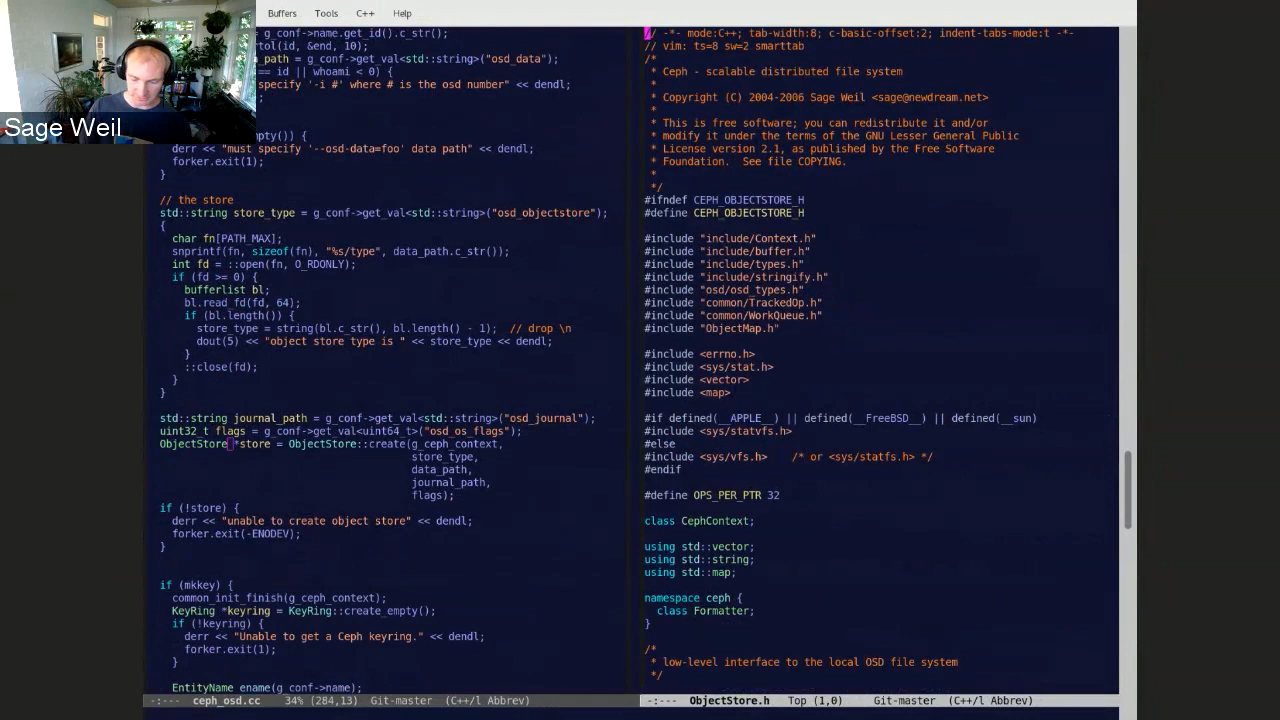 Buffers Tools C++ Help
Sage Weil
= g_conf->name.get_id().c_str();
rtol(id, &end, 10);
a_path = g_conf->get_val<std::string>("osd_data");
== id || whoami < 0) {
specify '-i #' where # is the osd number" << dendl;
;
mpty()) {
derr << "must specify '--osd-data=foo' data path" << dendl;
forker.exit(1);
}
// the store
std::string store_type = g_conf->get_val<std::string>("osd_objectstore");
{
char fn[PATH_MAX];
snprintf(fn, sizeof(fn), "%s/type", data_path.c_str());
int fd = ::open(fn, O_RDONLY);
if (fd >= 0) {
bufferlist bl;
bl.read_fd(fd, 64);
if (bl.length()) {
store_type = string(bl.c_str(), bl.length() - 1);  // drop \n
dout(5) << "object store type is " << store_type << dendl;
}
::close(fd);
}
}
std::string journal_path = g_conf->get_val<std::string>("osd_journal");
uint32_t flags = g_conf->get_val<uint64_t>("osd_os_flags");
ObjectStore *store = ObjectStore::create(g_ceph_context,
store_type,
data_path,
journal_path,
flags);
if (!store) {
derr << "unable to create object store" << dendl;
forker.exit(-ENODEV);
}
if (mkkey) {
common_init_finish(g_ceph_context);
KeyRing *keyring = KeyRing::create_empty();
if (!keyring) {
derr << "Unable to get a Ceph keyring." << dendl;
forker.exit(1);
}
EntityName ename(g_conf->name);
-:--- ceph_osd.cc 34% (284,13) Git-master (C++/l Abbrev)
// -*- mode:C++; tab-width:8; c-basic-offset:2; indent-tabs-mode:t -*-
// vim: ts=8 sw=2 smarttab
/*
* Ceph - scalable distributed file system
*
* Copyright (C) 2004-2006 Sage Weil <sage@newdream.net>
*
* This is free software; you can redistribute it and/or
* modify it under the terms of the GNU Lesser General Public
* License version 2.1, as published by the Free Software
* Foundation.  See file COPYING.
*
*/
#ifndef CEPH_OBJECTSTORE_H
#define CEPH_OBJECTSTORE_H
#include "include/Context.h"
#include "include/buffer.h"
#include "include/types.h"
#include "include/stringify.h"
#include "osd/osd_types.h"
#include "common/TrackedOp.h"
#include "common/WorkQueue.h"
#include "ObjectMap.h"
#include <errno.h>
#include <sys/stat.h>
#include <vector>
#include <map>
#if defined(__APPLE__) || defined(__FreeBSD__) || defined(__sun)
#include <sys/statvfs.h>
#else
#include <sys/vfs.h>    /* or <sys/statfs.h> */
#endif
#define OPS_PER_PTR 32
class CephContext;
using std::vector;
using std::string;
using std::map;
namespace ceph {
class Formatter;
}
/*
* low-level interface to the local OSD file system
*/
-:--- ObjectStore.h Top (1,0) Git-master (C++/l Abbrev)